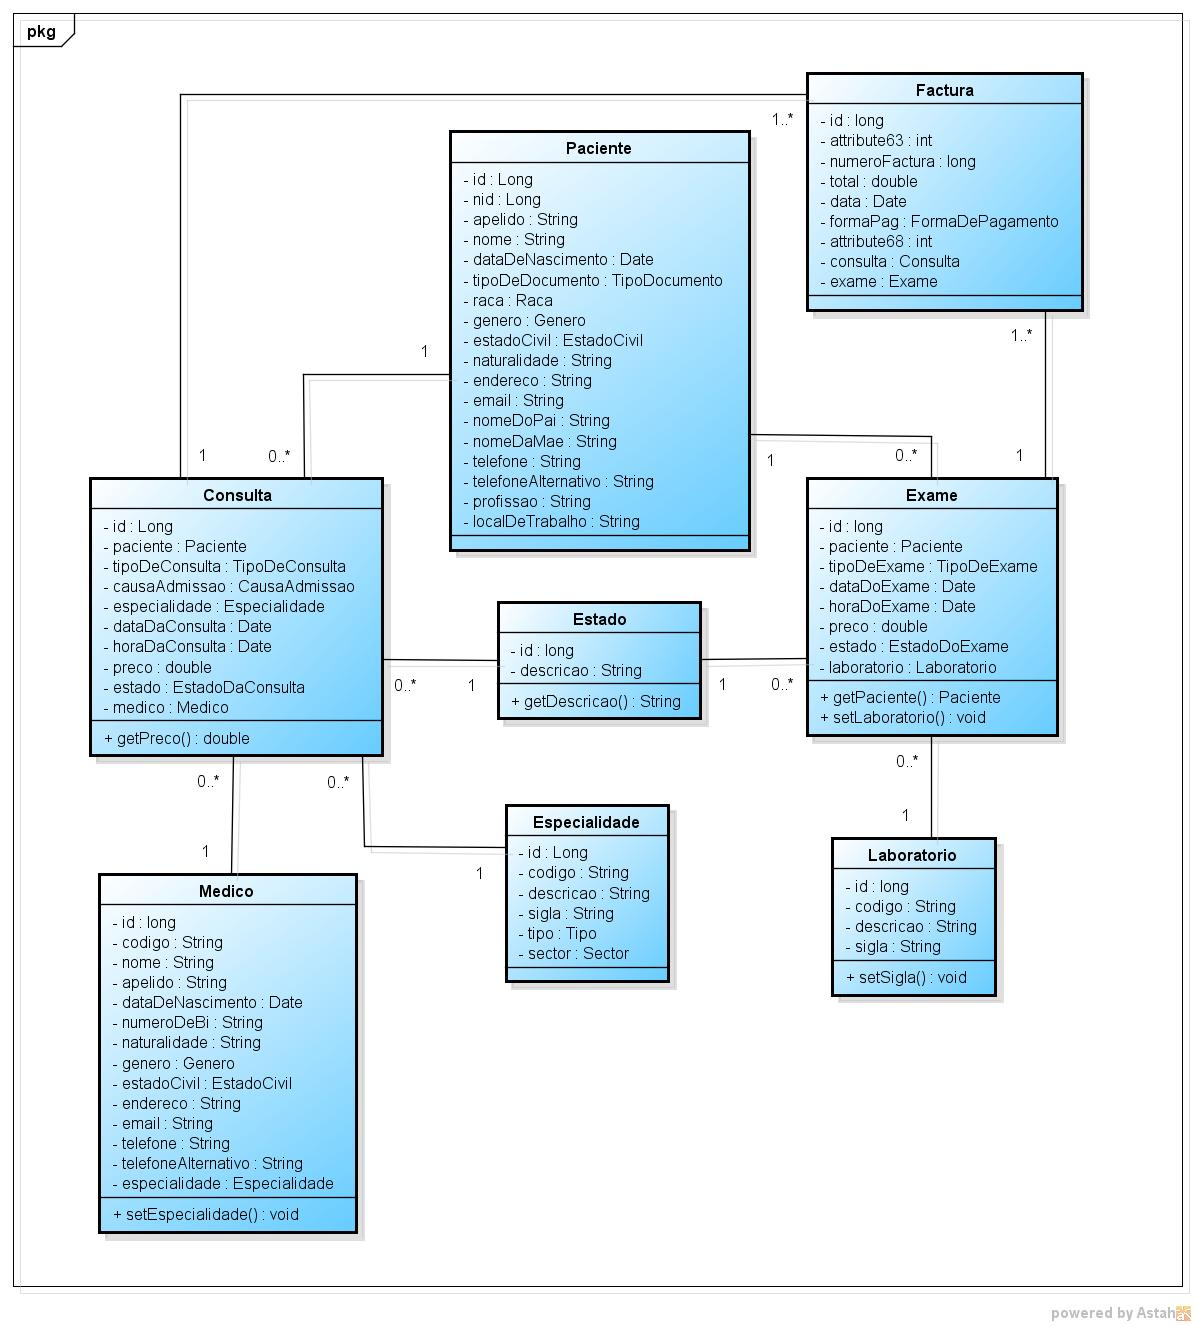 pkg
Factura
- id : long
- attribute63 : int
- numeroFactura : long
- total : double
- data : Date
- formaPag : FormaDePagamento
- attribute68 : int
- consulta : Consulta
- exame : Exame
1..*
1..*
Paciente
- id : Long
- nid : Long
- apelido : String
- nome : String
- dataDeNascimento : Date
- tipoDeDocumento : TipoDocumento
- raca : Raca
- genero : Genero
- estadoCivil : EstadoCivil
- naturalidade : String
- endereco : String
- email : String
- nomeDoPai : String
- nomeDaMae : String
- telefone : String
- telefoneAlternativo : String
- profissao : String
- localDeTrabalho : String
1
1
0..*
1
0..*
1
Consulta
- id : Long
- paciente : Paciente
- tipoDeConsulta : TipoDeConsulta
- causaAdmissao : CausaAdmissao
- especialidade : Especialidade
- dataDaConsulta : Date
- horaDaConsulta : Date
- preco : double
- estado : EstadoDaConsulta
- medico : Medico
+ getPreco() : double
Exame
- id : long
- paciente : Paciente
- tipoDeExame : TipoDeExame
- dataDoExame : Date
- horaDoExame : Date
- preco : double
- estado : EstadoDoExame
- laboratorio : Laboratorio
+ getPaciente() : Paciente
+ setLaboratorio() : void
Estado
- id : long
- descricao : String
+ getDescricao() : String
0..*
1
1
0..*
0..*
0..*
0..*
1
1
1
Especialidade
- id : Long
- codigo : String
- descricao : String
- sigla : String
- tipo : Tipo
- sector : Sector
Laboratorio
- id : long
- codigo : String
- descricao : String
- sigla : String
+ setSigla() : void
Medico
- id : long
- codigo : String
- nome : String
- apelido : String
- dataDeNascimento : Date
- numeroDeBi : String
- naturalidade : String
- genero : Genero
- estadoCivil : EstadoCivil
- endereco : String
- email : String
- telefone : String
- telefoneAlternativo : String
- especialidade : Especialidade
+ setEspecialidade() : void
powered by Astah